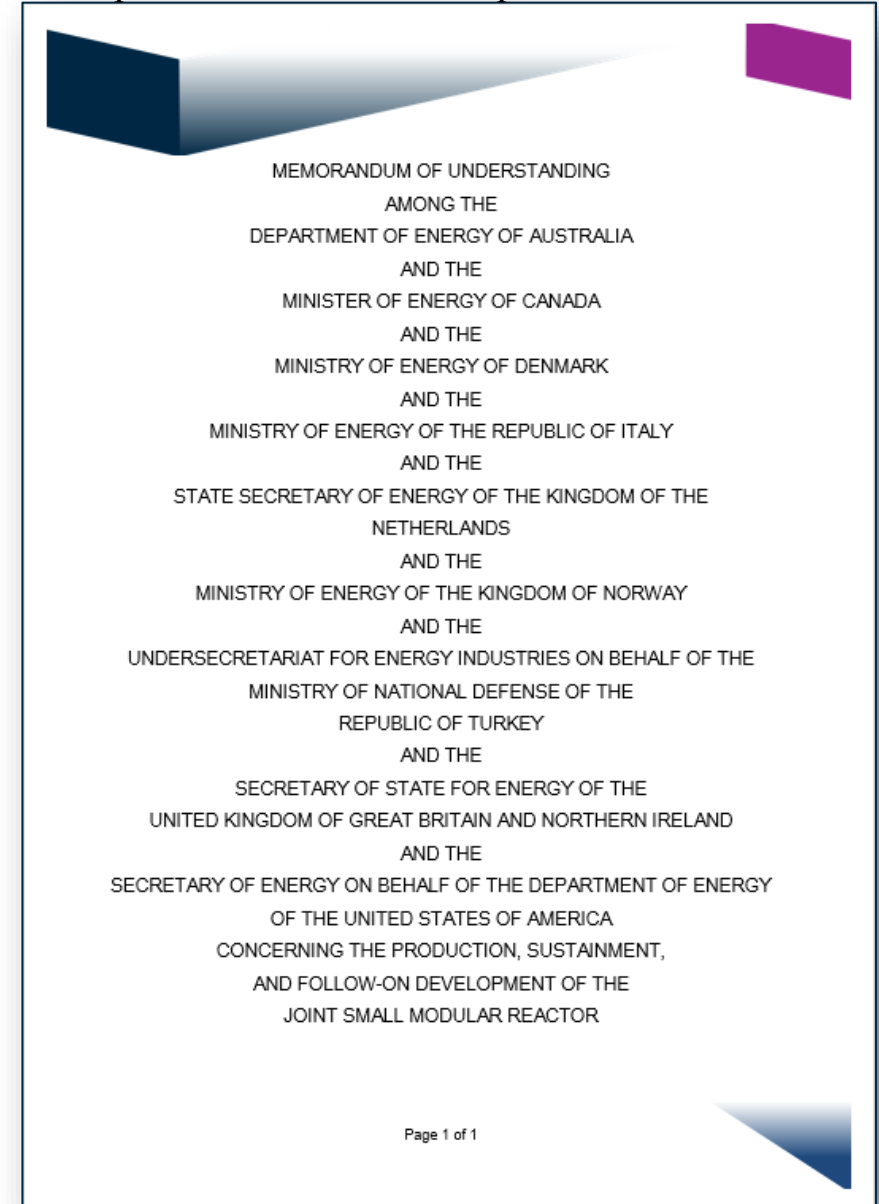 MEMORANDUM OF UNDERSTANDING
AMONG THE
DEPARTMENT OF ENERGY OF AUSTRALIA
AND THE
MINISTER OF ENERGY OF CANADA
AND THE
MINISTRY OF ENERGY OF DENMARK
AND THE
MINISTRY OF ENERGY OF THE REPUBLIC OF ITALY
AND THE
STATE SECRETARY OF ENERGY OF THE KINGDOM OF THE
NETHERLANDS
AND THE
MINISTRY OF ENERGY OF THE KINGDOM OF NORWAY
AND THE
UNDERSECRETARIAT FOR ENERGY INDUSTRIES ON BEHALF OF THE
MINISTRY OF NATIONAL DEFENSE OF THE
REPUBLIC OF TURKEY
AND THE
SECRETARY OF STATE FOR ENERGY OF THE
UNITED KINGDOM OF GREAT BRITAIN AND NORTHERN IRELAND
AND THE
SECRETARY OF ENERGY ON BEHALF OF THE DEPARTMENT OF ENERGY
OF THE UNITED STATES OF AMERICA
CONCERNING THE PRODUCTION, SUSTAINMENT,
AND FOLLOW-ON DEVELOPMENT OF THE
JOINT SMALL MODULAR REACTOR
Page 1 of 1